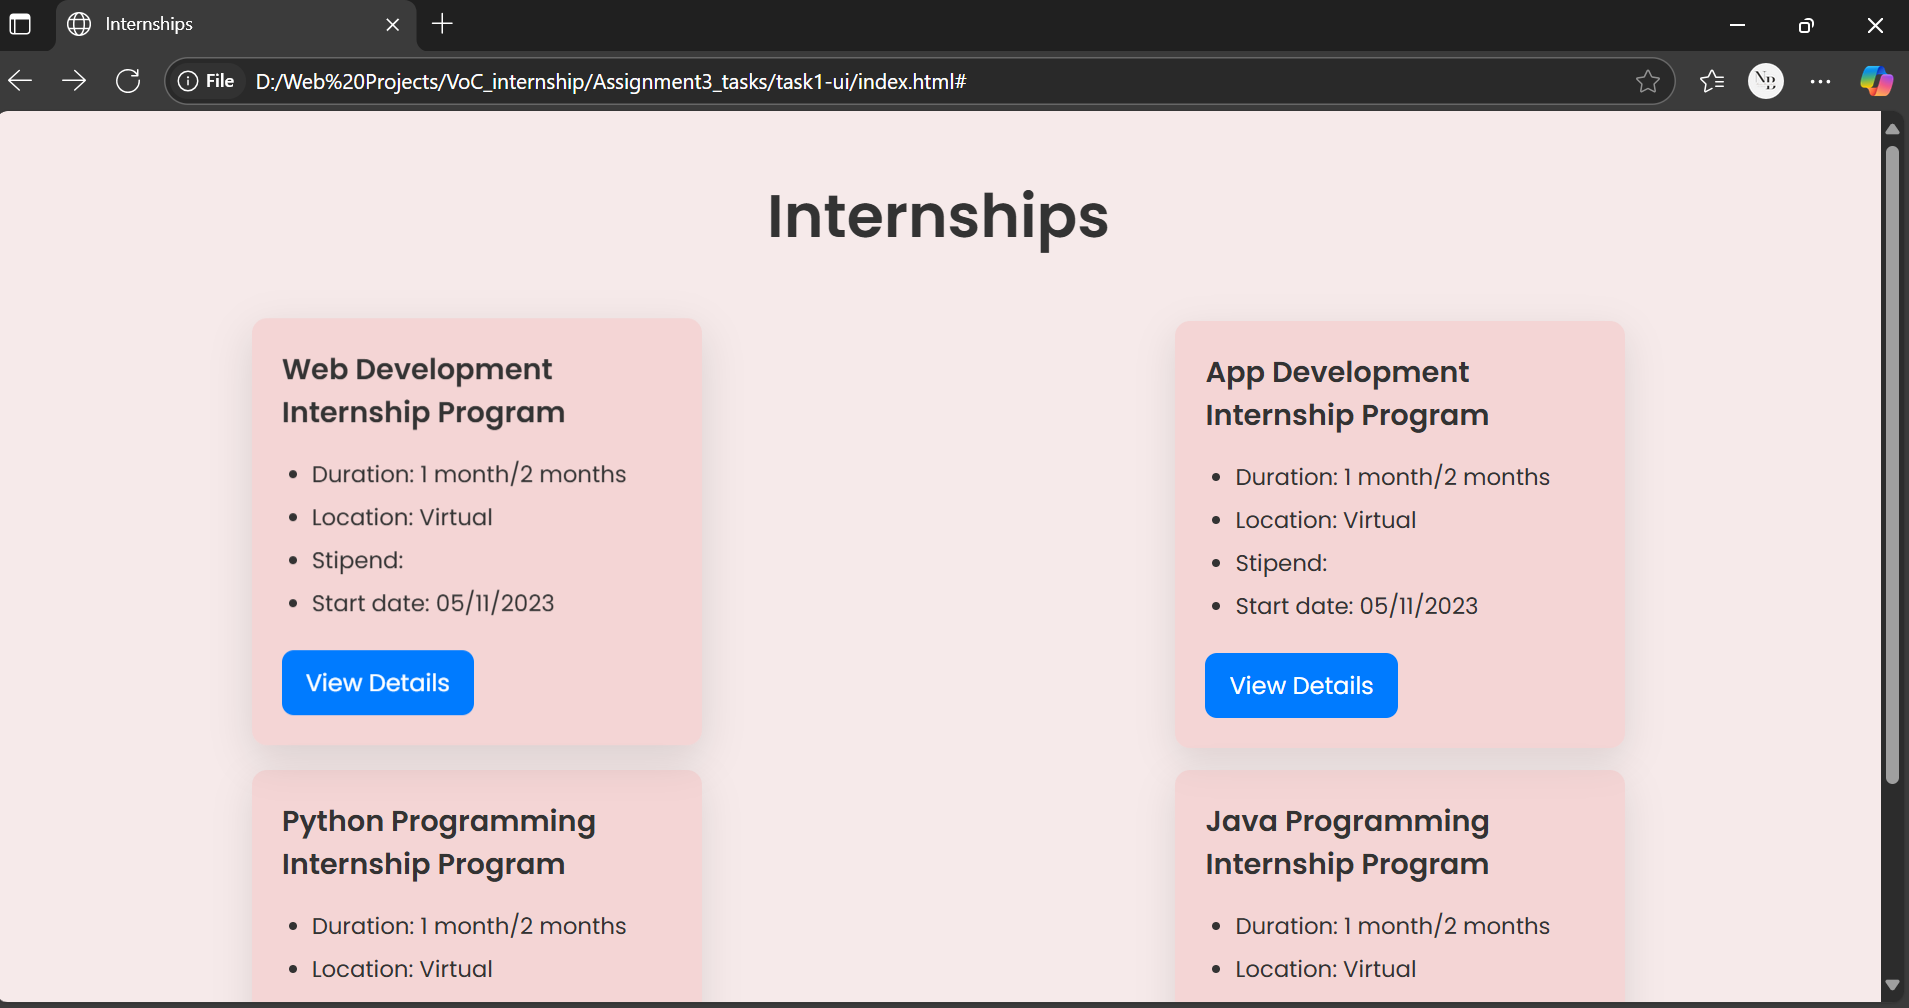 Internships
File D:/Web%20Projects/VoC_internship/Assignment3_tasks/task1-ui/index.html#
NB
Internships
Web Development
Internship Program
Duration: 1 month/2 months
Location: Virtual
Stipend:
Start date: 05/11/2023
View Details
App Development
Internship Program
Duration: 1 month/2 months
Location: Virtual
Stipend:
Start date: 05/11/2023
View Details
Python Programming
Internship Program
Duration: 1 month/2 months
Location: Virtual
Java Programming
Internship Program
Duration: 1 month/2 months
Location: Virtual